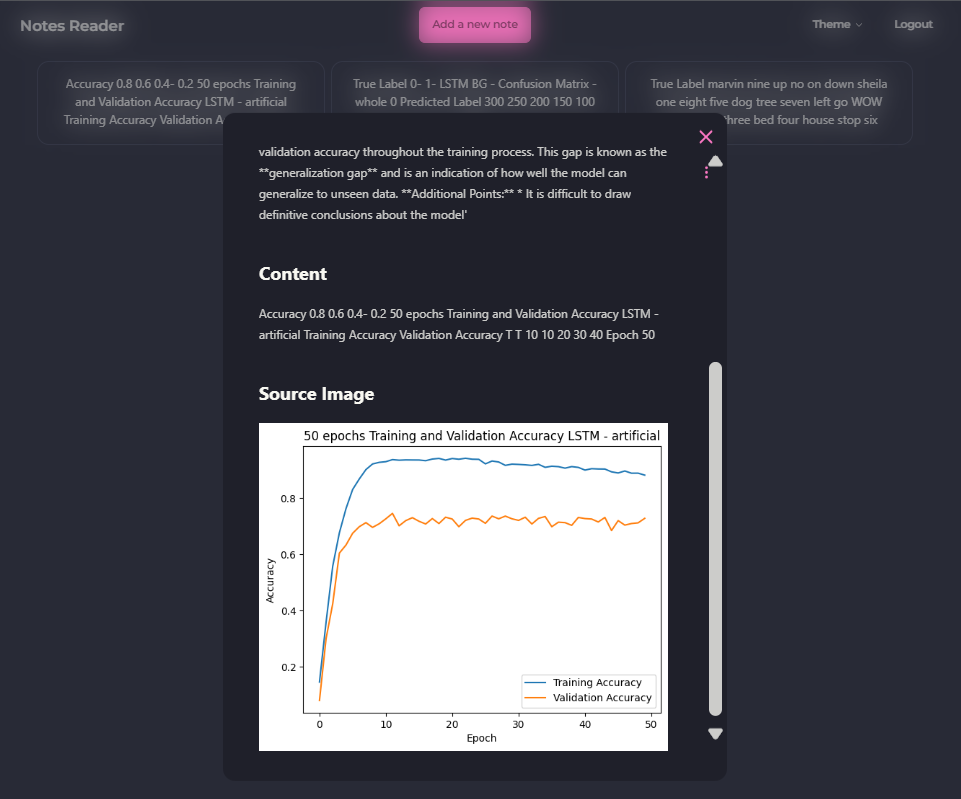 Notes Reader
Add a new note
Theme
Logout
Accuracy 0.8 0.6 0.4- 0.2 50 epochs Training
and Validation Accuracy LSTM - artificial
Training Accuracy Validation A
True Label 0- 1- LSTM BG - Confusion Matrix -
whole 0 Predicted Label 300 250 200 150 100
True Label marvin nine up no on down sheila
one eight five dog tree seven left go WOW
three bed four house stop six
validation accuracy throughout the training process. This gap is known as the
**generalization gap** and is an indication of how well the model can
generalize to unseen data. **Additional Points:** * It is difficult to draw
definitive conclusions about the model'
Content
Accuracy 0.8 0.6 0.4- 0.2 50 epochs Training and Validation Accuracy LSTM -
artificial Training Accuracy Validation Accuracy T T 10 10 20 30 40 Epoch 50
Source Image
50 epochs Training and Validation Accuracy LSTM - artificial
0.8
0.6
0.4
0.2
Accuracy
Training Accuracy
Validation Accuracy
0 10 20 30 40 50
Epoch